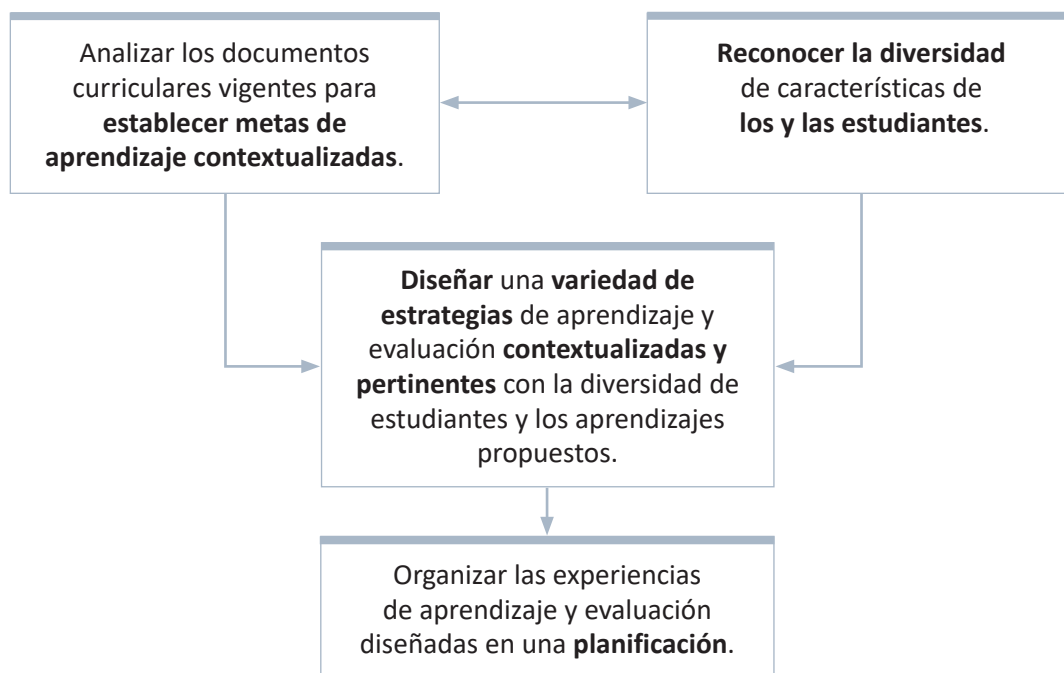 Analizar los documentos
curriculares vigentes para
establecer metas de
aprendizaje contextualizadas.
Reconocer la diversidad
de características de
los y las estudiantes.
Diseñar una variedad de
estrategias de aprendizaje y
evaluación contextualizadas y
pertinentes con la diversidad de
estudiantes y los aprendizajes
propuestos.
Organizar las experiencias
de aprendizaje y evaluación
diseñadas en una planificación.